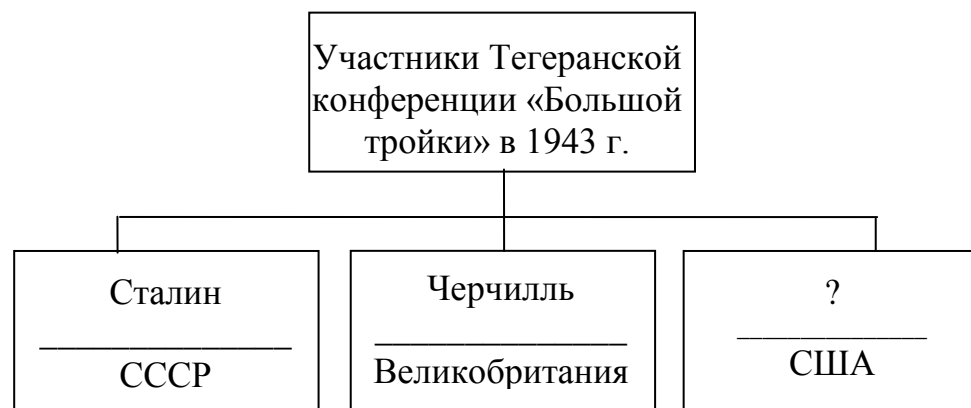 Участники Тегеранской
конференции «Большой
тройки» в 1943 г.
Сталин
СССР
Черчилль
Великобритания
?
США